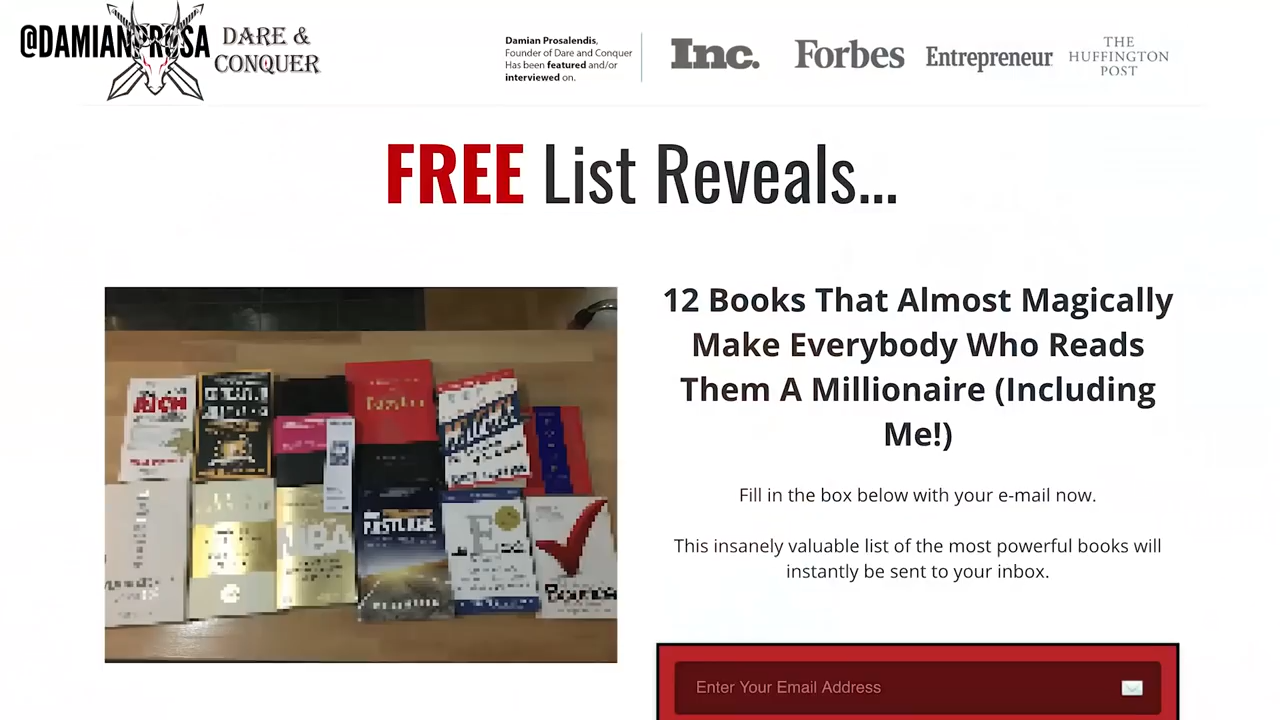 @DAMIANPROSA
DARE &
CONQUER
Damian Prosalendis,
Founder of Dare and Conquer
Has been featured and/or
interviewed on.
Inc.
Forbes
Entrepreneur
THE
HUFFINGTON
POST
FREE List Reveals...
12 Books That Almost Magically
Make Everybody Who Reads
Them A Millionaire (Including
Me!)
Fill in the box below with your e-mail now.
This insanely valuable list of the most powerful books will
instantly be sent to your inbox.
Enter Your Email Address